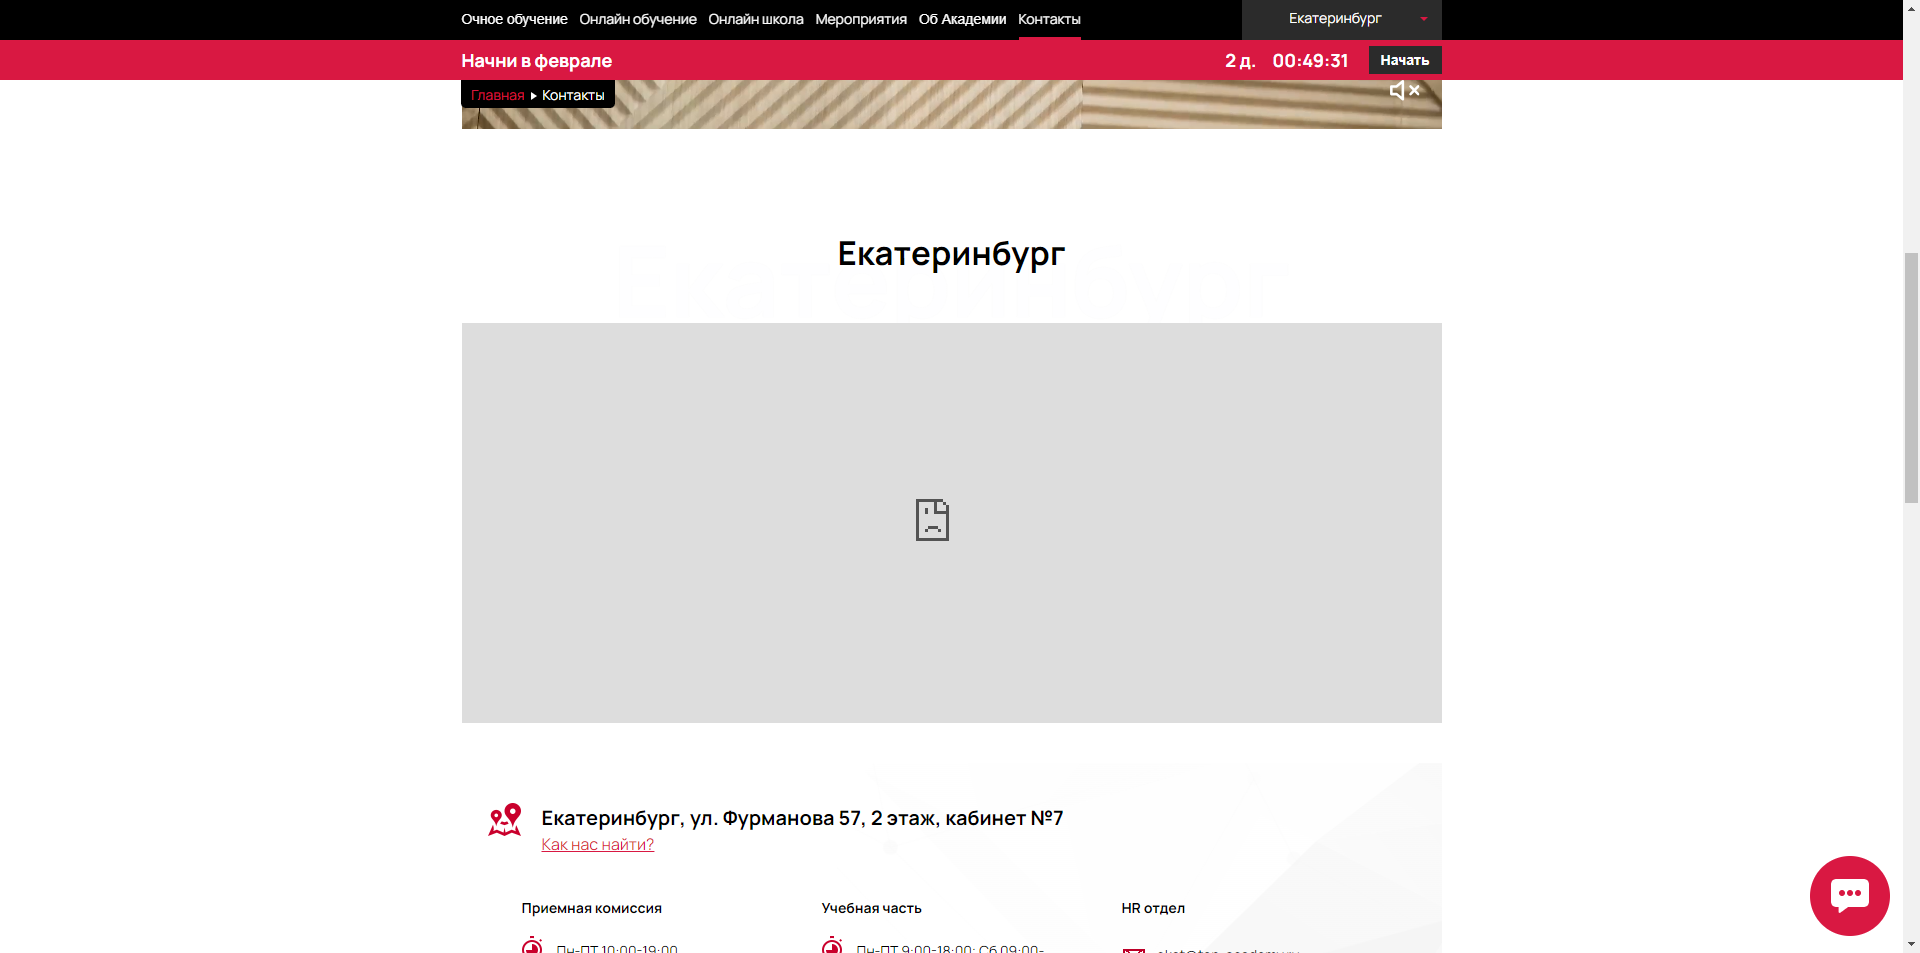 Очное обучение Онлайн обучение Онлайн школа Мероприятия Об Академии Контакты Екатеринбург
Начни в феврале 2 д. 00:49:31 Начать
Главная Контакты
Екатеринбург
Екатеринбург, ул. Фурманова 57, 2 этаж, кабинет №7
Как нас найти?
Приемная комиссия Учебная часть HR отдел
Пн-ПТ 10:00-19:00 Пн-ПТ 9:00-18:00; Сб 09:00-